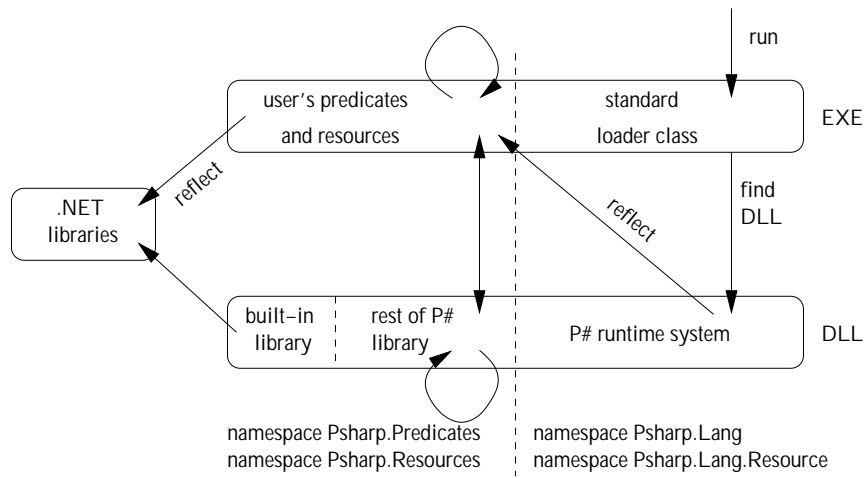 run
user's predicates
and resources
standard
loader class
EXE
reflect
.NET
libraries
reflect
find
DLL
built–in
library
rest of P#
library
P# runtime system
DLL
namespace Psharp.Predicates
namespace Psharp.Resources
namespace Psharp.Lang
namespace Psharp.Lang.Resource